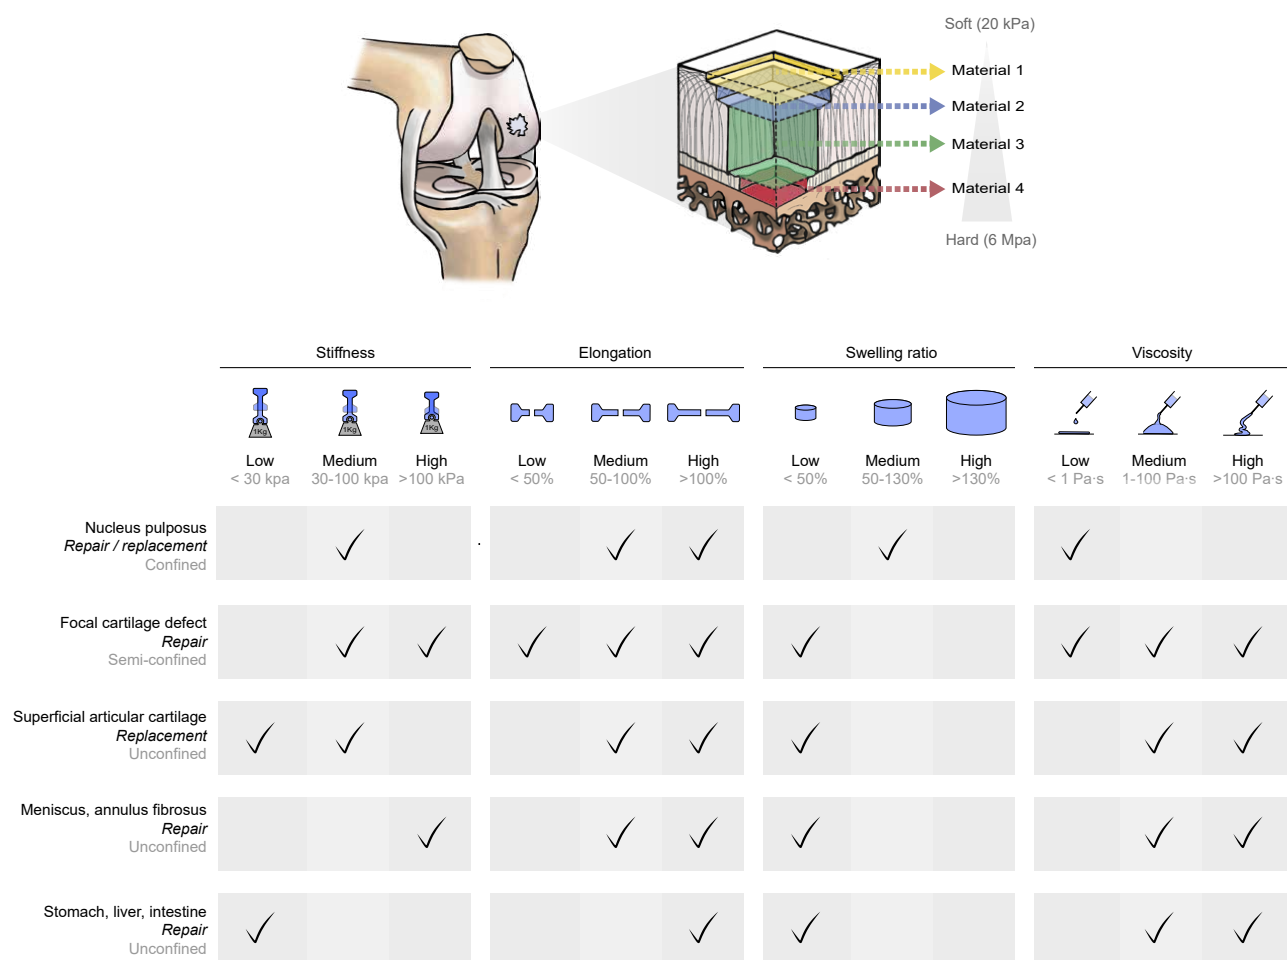 Soft (20 kPa)
Material 1
Material 2
Material 3
Material 4
Hard (6 Mpa)
Stiffness Elongation Swelling ratio Viscosity
1Kg 1Kg 1Kg
Low Medium High Low Medium High Low Medium High Low Medium High
< 30 kpa 30-100 kpa >100 kPa < 50% 50-100% >100% < 50% 50-130% >130% < 1 Pa·s 1-100 Pa·s >100 Pa·s
Nucleus pulposus
Repair / replacement
Confined
Focal cartilage defect
Repair
Semi-confined
Superficial articular cartilage
Replacement
Unconfined
Meniscus, annulus fibrosus
Repair
Unconfined
Stomach, liver, intestine
Repair
Unconfined